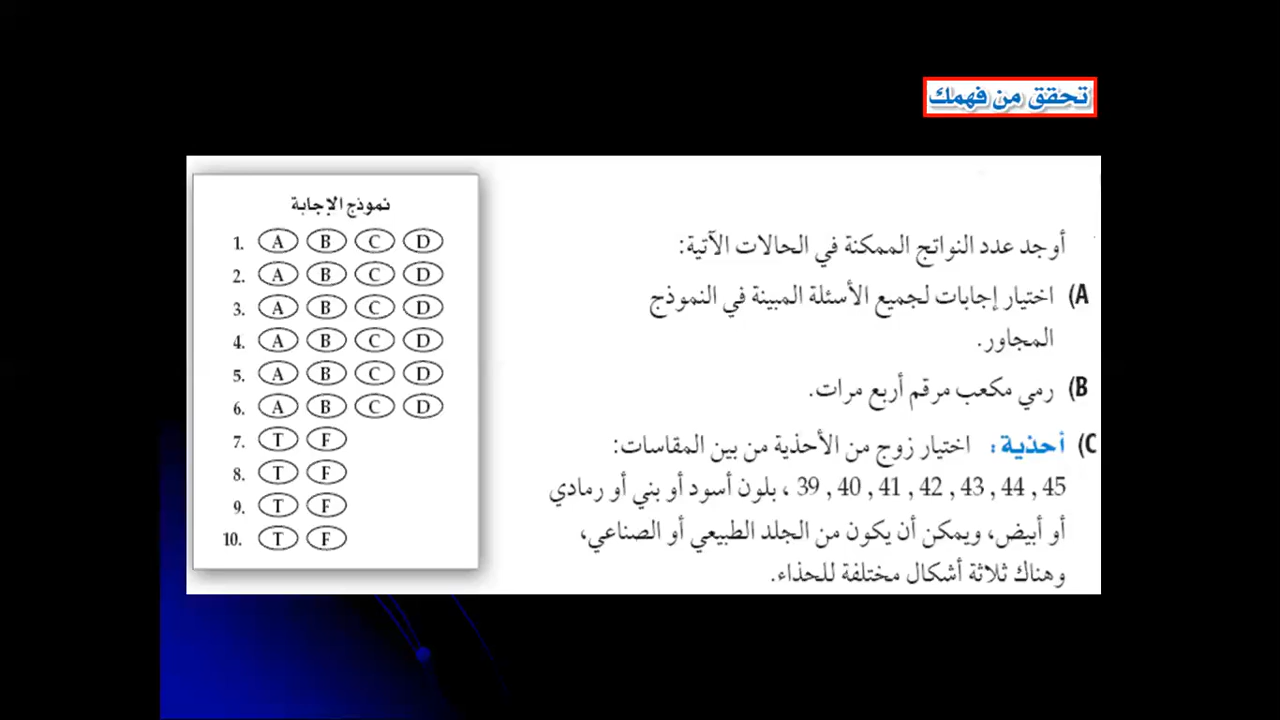 تحقق من فهمك
أوجد عدد النواتج الممكنة في الحالات الآتية:
A) اختيار إجابات لجميع الأسئلة المبينة في النموذج
المجاور.
B) رمي مكعب مرقم أربع مرات.
C) أحذية: اختيار زوج من الأحذية من بين المقاسات:
45 , 44 , 43 , 42 , 41 , 40 , 39 ، بلون أسود أو بني أو رمادي
أو أبيض، ويمكن أن يكون من الجلد الطبيعي أو الصناعي،
وهناك ثلاثة أشكال مختلفة للحذاء.
نموذج الإجابة
1. A B C D
2. A B C D
3. A B C D
4. A B C D
5. A B C D
6. A B C D
7. T F
8. T F
9. T F
10. T F